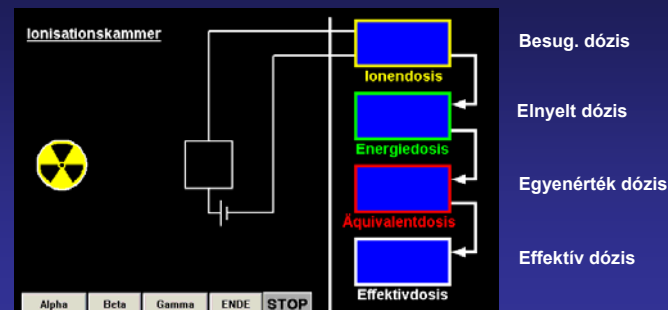 Ionisationskammer
Ionendosis
Energiedosis
Äquivalentdosis
Effektivdosis
Alpha Beta Gamma ENDE STOP
Besug. dózis
Elnyelt dózis
Egyenérték dózis
Effektív dózis